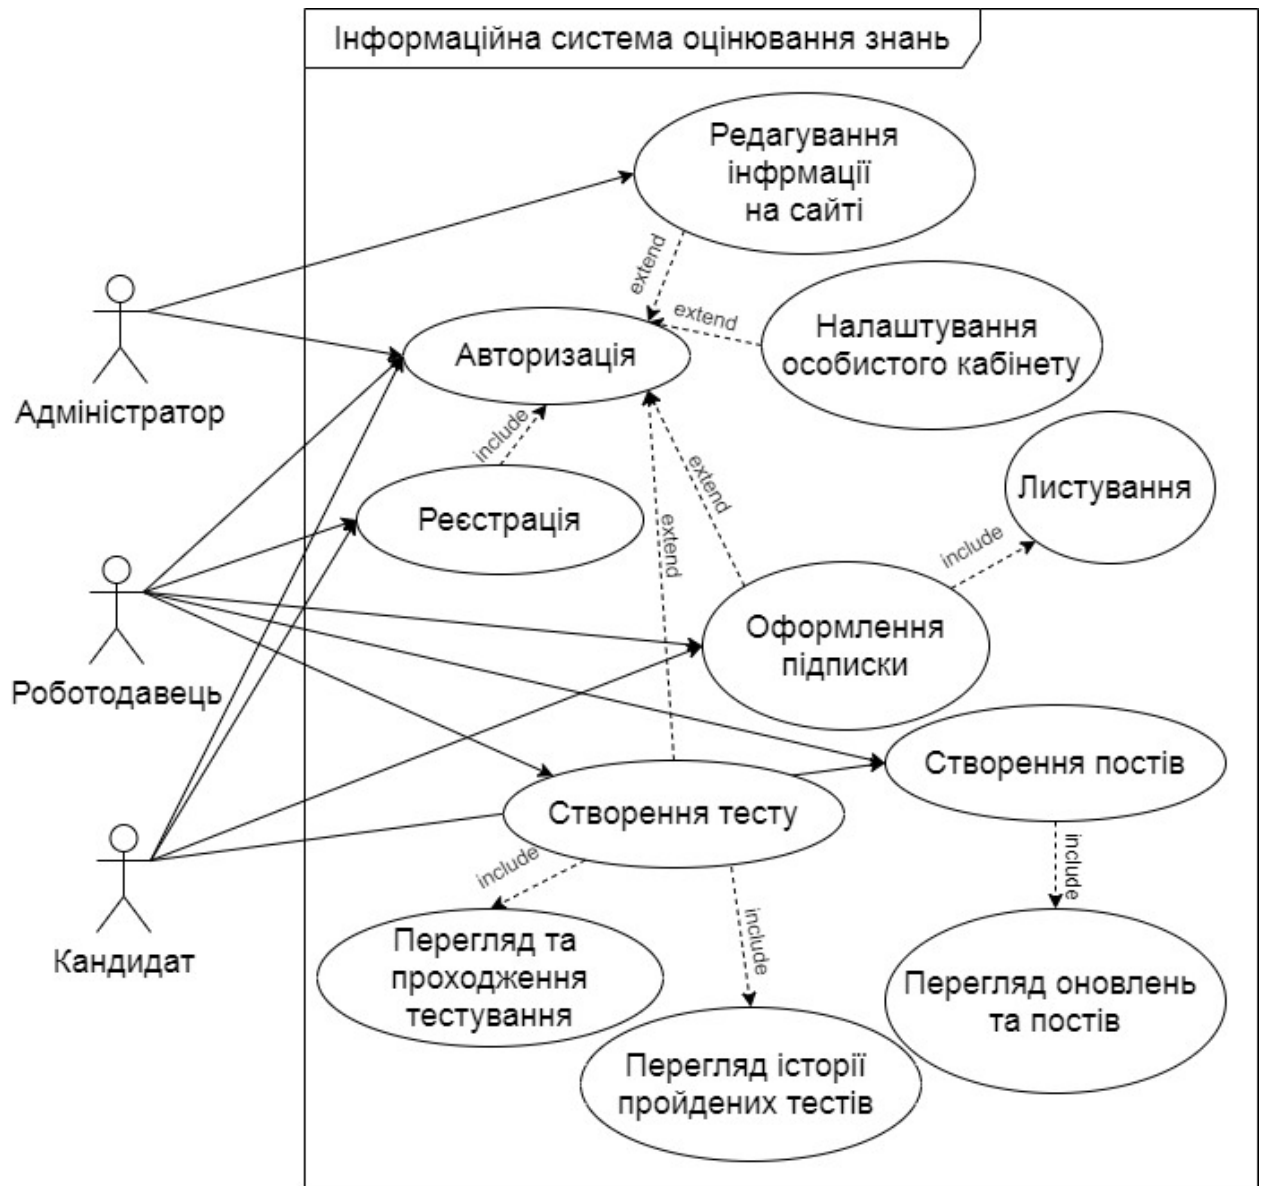 Інформаційна система оцінювання знань
Редагування
інфрмації
на сайті
extend
extend
Налаштування
особистого кабінету
Авторизація
Адміністратор
include
extend
Листування
Реєстрація
extend
include
Оформлення
підписки
Роботодавець
Створення постів
Створення тесту
include
include
include
Кандидат
Перегляд та
проходження
тестування
Перегляд оновлень
та постів
Перегляд історії
пройдених тестів